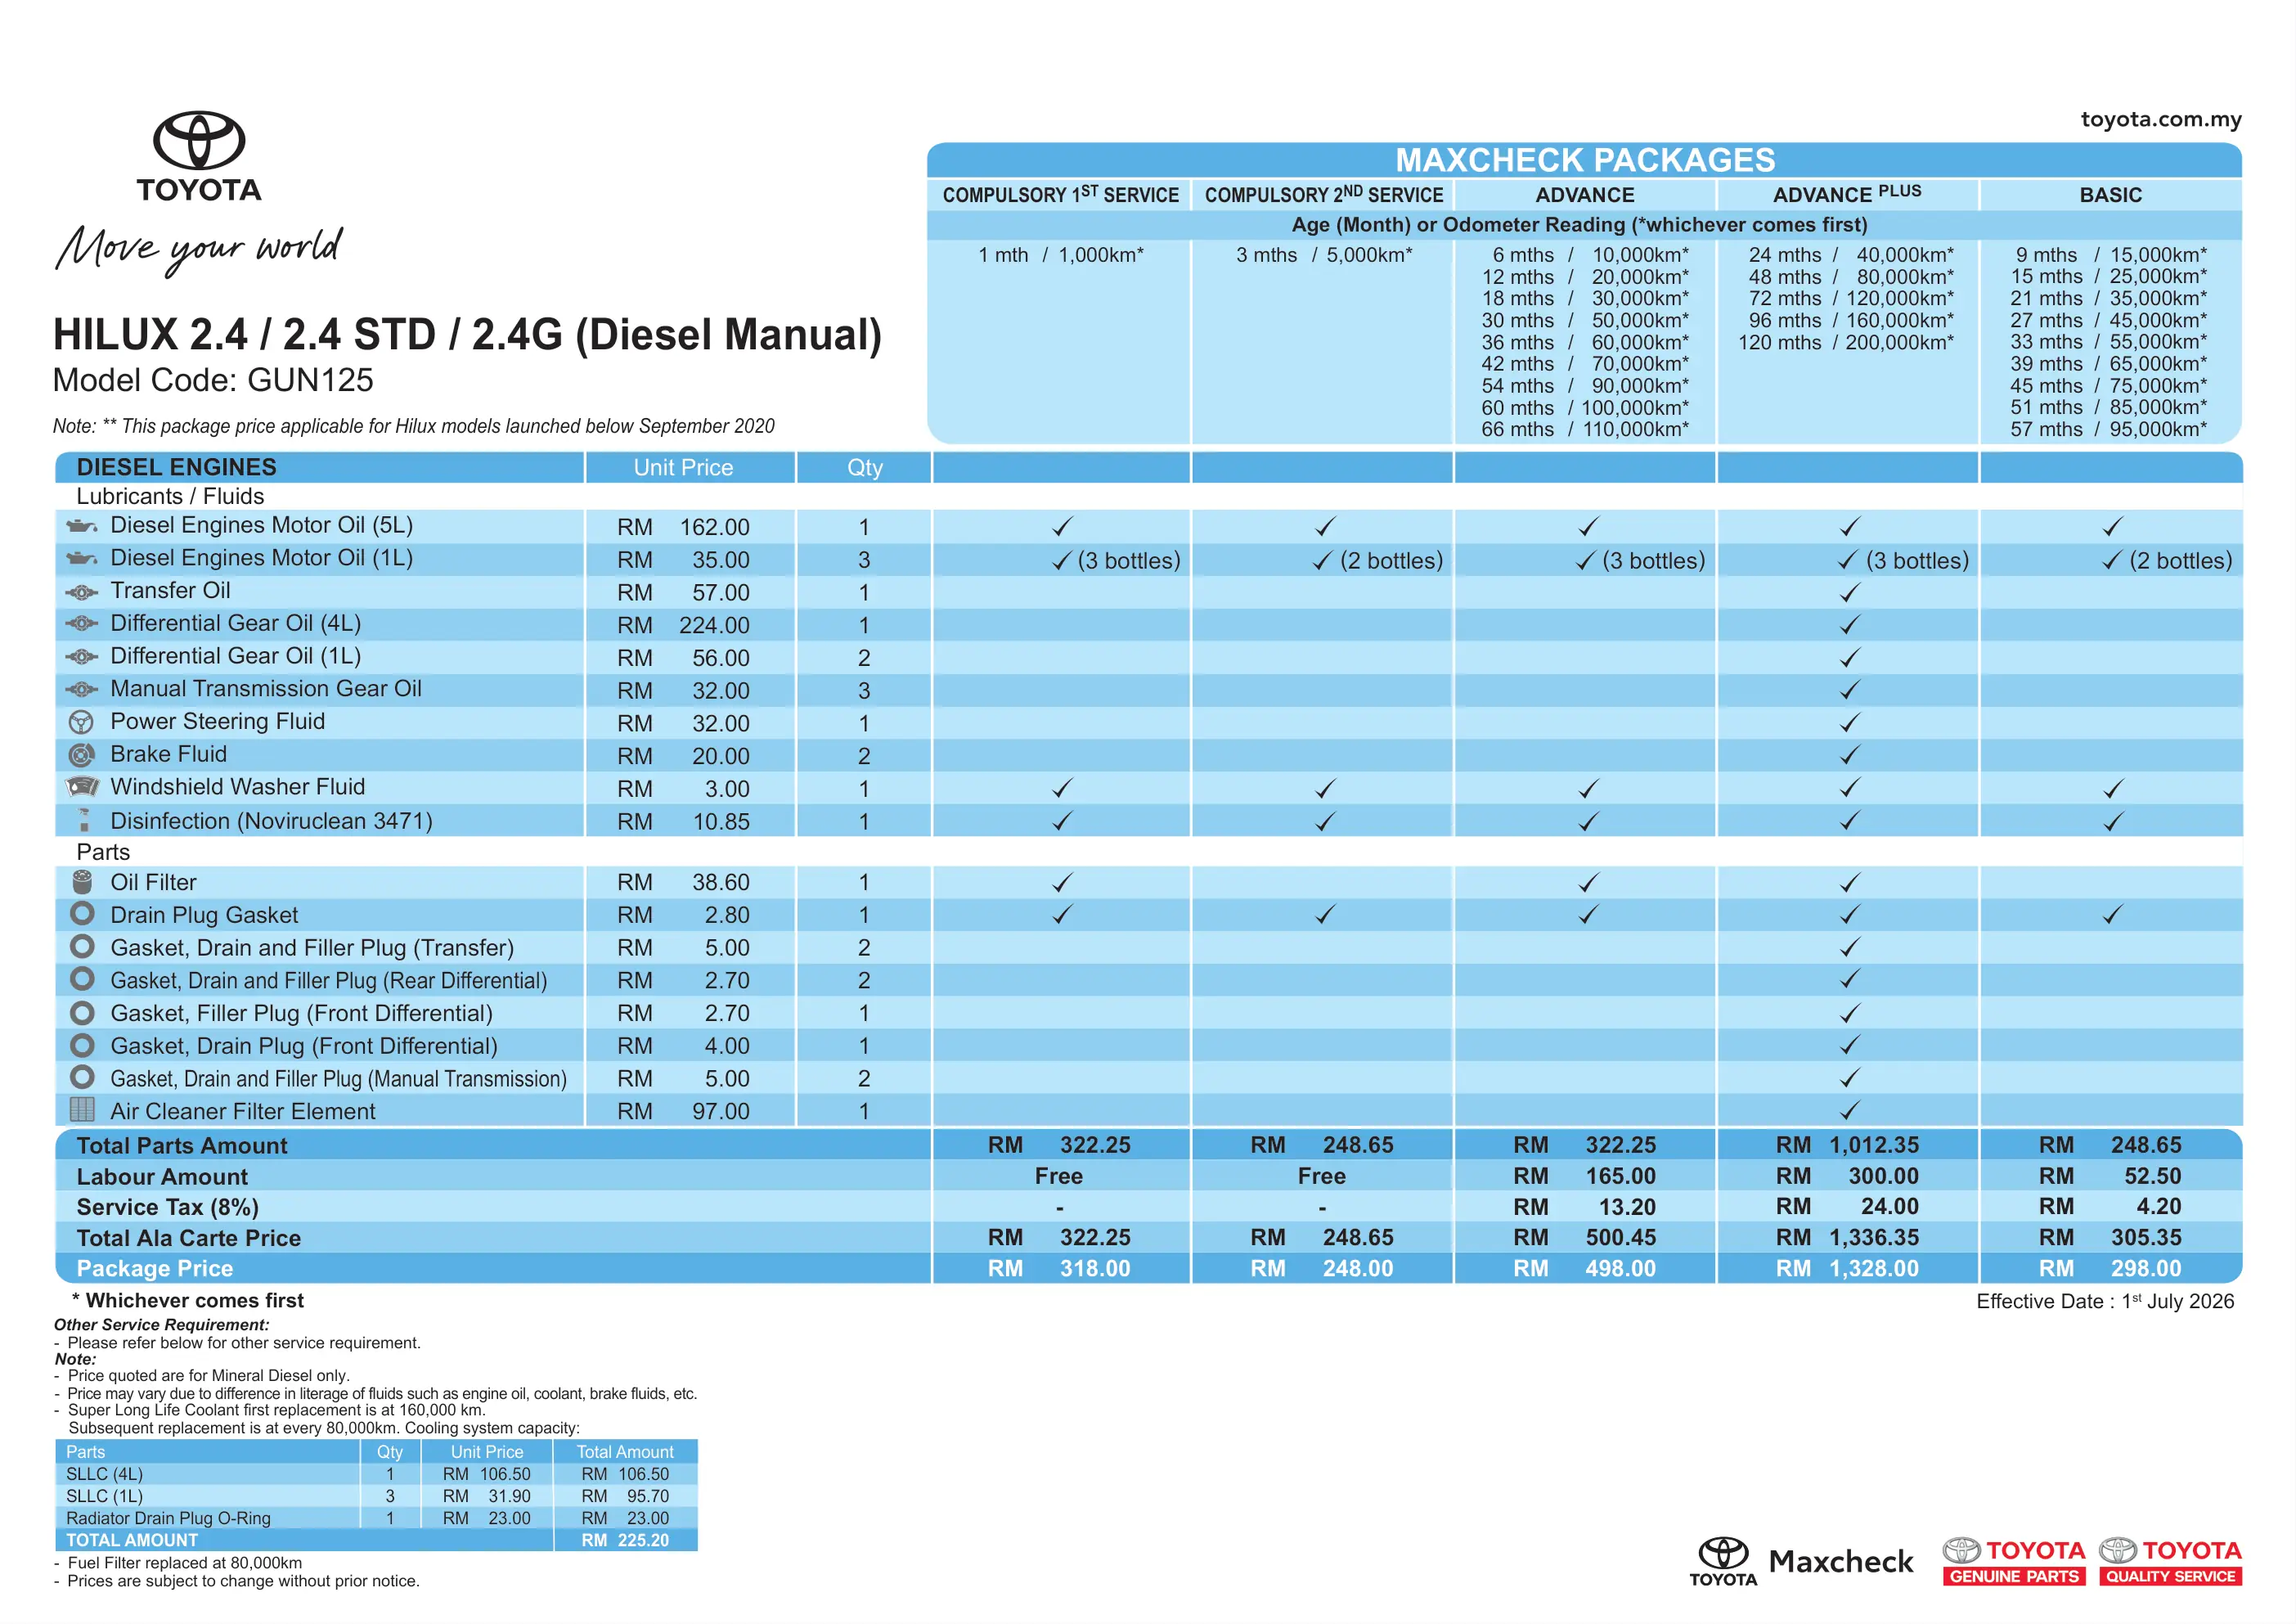 toyota.com.my
TOYOTA
Move your world
HILUX 2.4 / 2.4 STD / 2.4G (Diesel Manual)
Model Code: GUN125
Note: ** This package price applicable for Hilux models launched below September 2020
MAXCHECK PACKAGES
COMPULSORY 1ST SERVICE COMPULSORY 2ND SERVICE ADVANCE ADVANCE PLUS BASIC
Age (Month) or Odometer Reading (*whichever comes first)
1 mth / 1,000km* 3 mths / 5,000km* 6 mths / 10,000km* 24 mths / 40,000km* 9 mths / 15,000km*
12 mths / 20,000km* 48 mths / 80,000km* 15 mths / 25,000km*
18 mths / 30,000km* 72 mths / 120,000km* 21 mths / 35,000km*
30 mths / 50,000km* 96 mths / 160,000km* 27 mths / 45,000km*
36 mths / 60,000km* 120 mths / 200,000km* 33 mths / 55,000km*
42 mths / 70,000km* 39 mths / 65,000km*
54 mths / 90,000km* 45 mths / 75,000km*
60 mths / 100,000km* 51 mths / 85,000km*
66 mths / 110,000km* 57 mths / 95,000km*
DIESEL ENGINES Unit Price Qty
Lubricants / Fluids
Diesel Engines Motor Oil (5L) RM 162.00 1 ✓ ✓ ✓ ✓ ✓
Diesel Engines Motor Oil (1L) RM 35.00 3 ✓ (3 bottles) ✓ (2 bottles) ✓ (3 bottles) ✓ (3 bottles) ✓ (2 bottles)
Transfer Oil RM 57.00 1 ✓
Differential Gear Oil (4L) RM 224.00 1 ✓
Differential Gear Oil (1L) RM 56.00 2 ✓
Manual Transmission Gear Oil RM 32.00 3 ✓
Power Steering Fluid RM 32.00 1 ✓
Brake Fluid RM 20.00 2 ✓
Windshield Washer Fluid RM 3.00 1 ✓ ✓ ✓ ✓ ✓
Disinfection (Noviruclean 3471) RM 10.85 1 ✓ ✓ ✓ ✓ ✓
Parts
Oil Filter RM 38.60 1 ✓ ✓ ✓
Drain Plug Gasket RM 2.80 1 ✓ ✓ ✓ ✓ ✓
Gasket, Drain and Filler Plug (Transfer) RM 5.00 2 ✓
Gasket, Drain and Filler Plug (Rear Differential) RM 2.70 2 ✓
Gasket, Filler Plug (Front Differential) RM 2.70 1 ✓
Gasket, Drain Plug (Front Differential) RM 4.00 1 ✓
Gasket, Drain and Filler Plug (Manual Transmission) RM 5.00 2 ✓
Air Cleaner Filter Element RM 97.00 1 ✓
Total Parts Amount RM 322.25 RM 248.65 RM 322.25 RM 1,012.35 RM 248.65
Labour Amount Free Free RM 165.00 RM 300.00 RM 52.50
Service Tax (8%) - - RM 13.20 RM 24.00 RM 4.20
Total Ala Carte Price RM 322.25 RM 248.65 RM 500.45 RM 1,336.35 RM 305.35
Package Price RM 318.00 RM 248.00 RM 498.00 RM 1,328.00 RM 298.00
* Whichever comes first
Effective Date : 1st July 2026
Other Service Requirement:
- Please refer below for other service requirement.
Note:
- Price quoted are for Mineral Diesel only.
- Price may vary due to difference in literage of fluids such as engine oil, coolant, brake fluids, etc.
- Super Long Life Coolant first replacement is at 160,000 km.
Subsequent replacement is at every 80,000km. Cooling system capacity:
Parts Qty Unit Price Total Amount
SLLC (4L) 1 RM 106.50 RM 106.50
SLLC (1L) 3 RM 31.90 RM 95.70
Radiator Drain Plug O-Ring 1 RM 23.00 RM 23.00
TOTAL AMOUNT RM 225.20
- Fuel Filter replaced at 80,000km
- Prices are subject to change without prior notice.
TOYOTA Maxcheck
TOYOTA GENUINE PARTS
TOYOTA QUALITY SERVICE